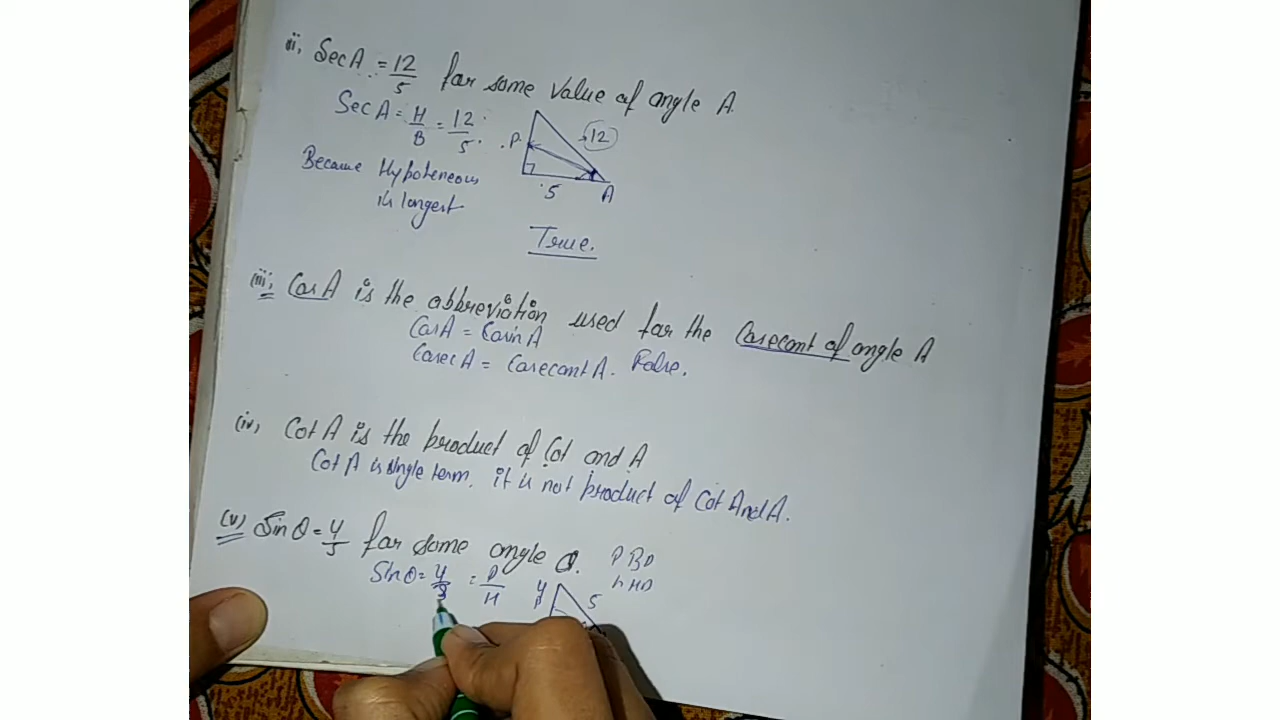 ii, Sec A = 12/5 for some value of angle A
Sec A = H/B = 12/5
P 12
5 A
Because Hypoteneous
is longest
True.
(iii, Cos A is the abbreviation used for the Cosecant of angle A
Cos A = Cosin A
Cosec A = Cosecant A. False.
(iv, Cot A is the product of Cot and A
Cot A is single term. it is not product of Cot And A.
(v) Sin θ = 4/5 for some angle θ.
Sin θ = 4/ = P/H
4 5
P
P B
H H